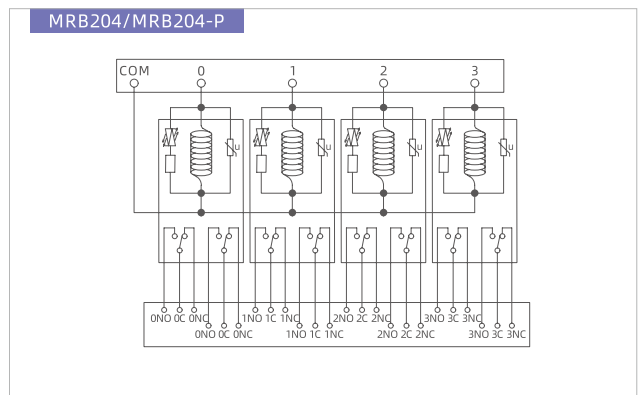 MRB204/MRB204-P
COM 0 1 2 3
u u u u
0NO 0C 0NC 1NO 1C 1NC 2NO 2C 2NC 3NO 3C 3NC
0NO 0C 0NC 1NO 1C 1NC 2NO 2C 2NC 3NO 3C 3NC